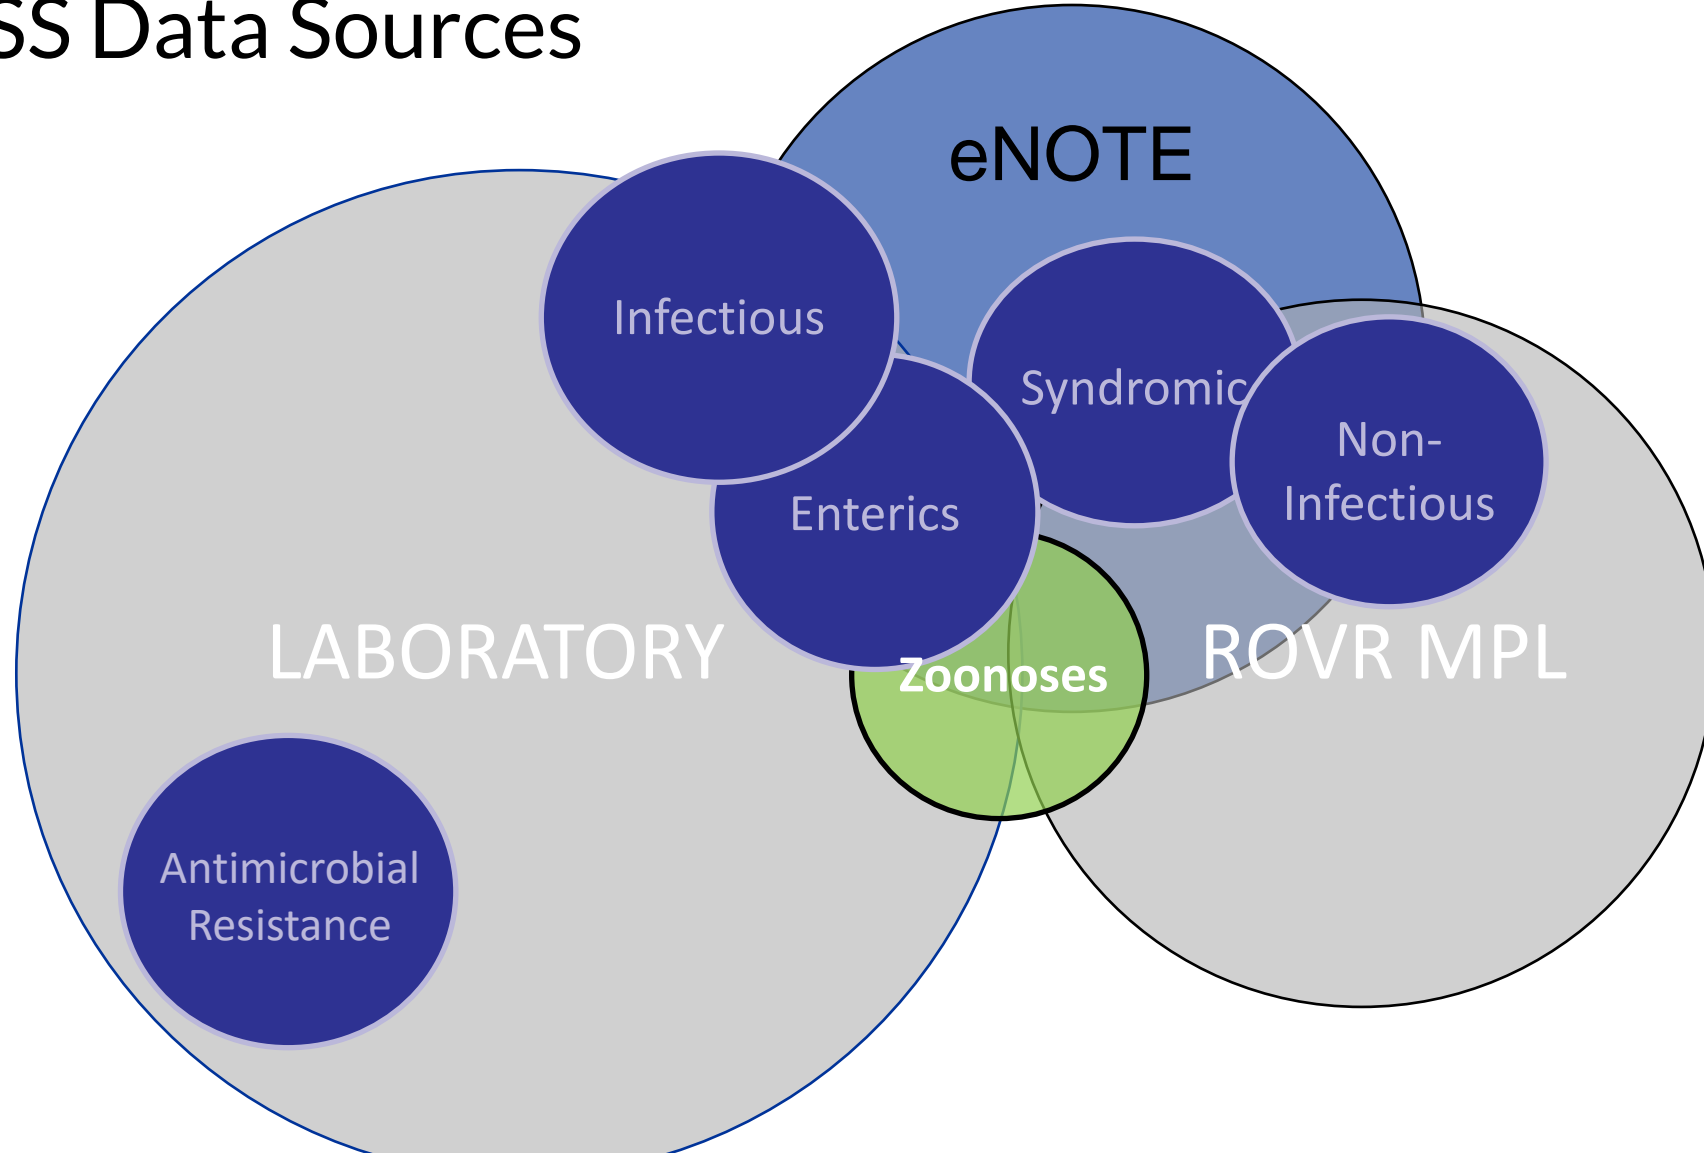 SS Data Sources
eNOTE
Infectious
Syndromic
Non-
Infectious
Enterics
LABORATORY
Zoonoses
ROVR MPL
Antimicrobial
Resistance